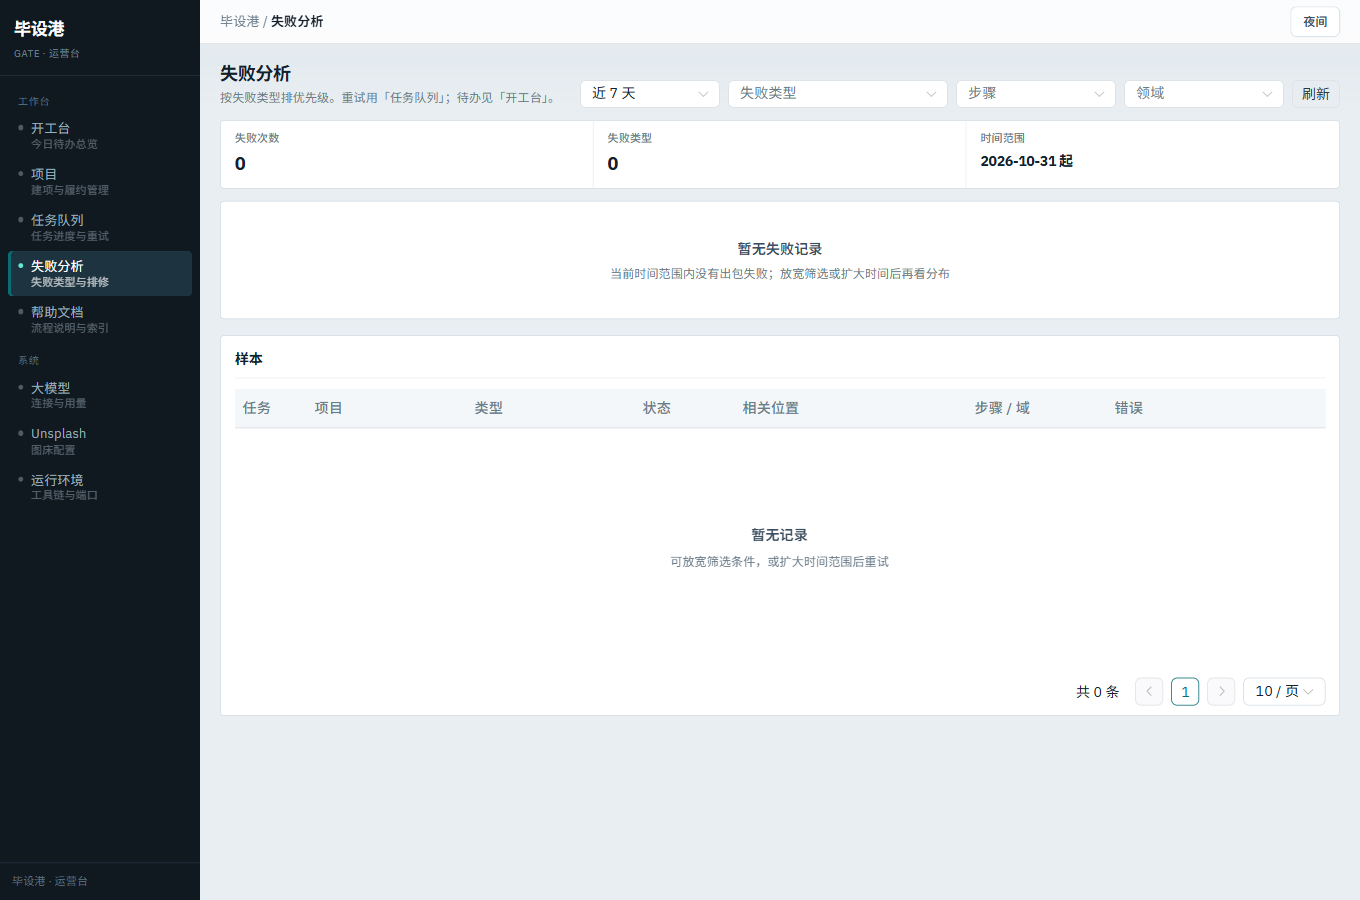 毕设港
GATE · 运营台
工作台
开工台
今日待办总览
项目
建项与履约管理
任务队列
任务进度与重试
失败分析
失败类型与排修
帮助文档
流程说明与索引
系统
大模型
连接与用量
Unsplash
图床配置
运行环境
工具链与端口
毕设港 · 运营台
毕设港 / 失败分析
夜间
失败分析
按失败类型排优先级。重试用「任务队列」；待办见「开工台」。
近 7 天
失败类型
步骤
领域
刷新
失败次数
0
失败类型
0
时间范围
2026-10-31 起
暂无失败记录
当前时间范围内没有出包失败；放宽筛选或扩大时间后再看分布
样本
任务 项目 类型 状态 相关位置 步骤 / 域 错误
暂无记录
可放宽筛选条件，或扩大时间范围后重试
共 0 条 1 10 / 页